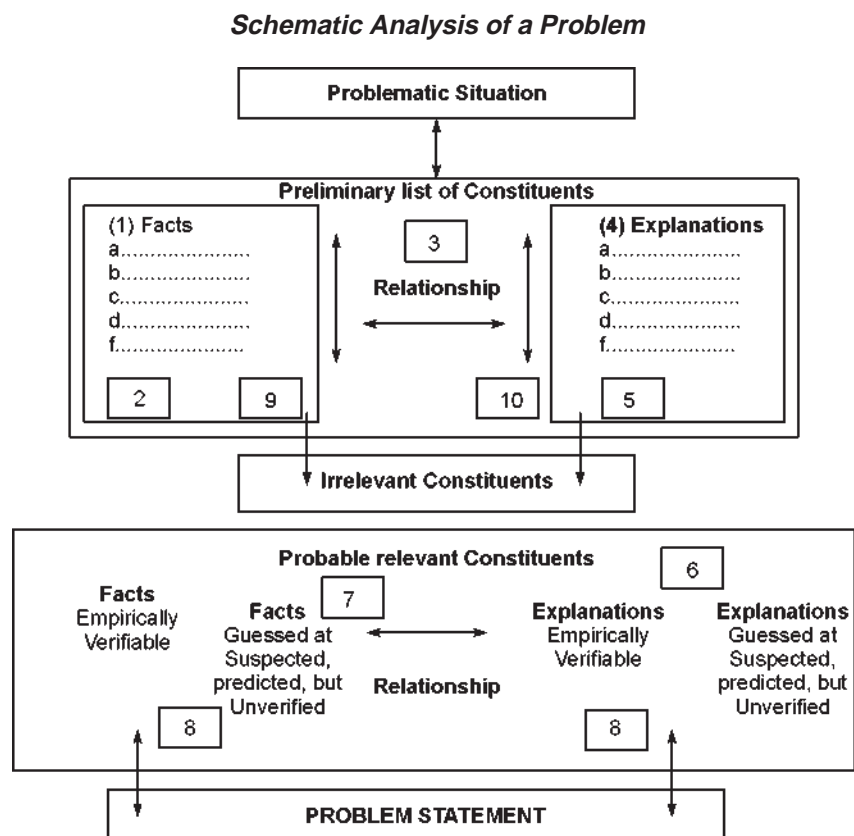 Schematic Analysis of a Problem
Problematic Situation
Preliminary list of Constituents
(1) Facts
a......................
b......................
c......................
d......................
f......................
2
9
3
Relationship
10
(4) Explanations
a......................
b......................
c......................
d......................
f......................
5
Irrelevant Constituents
Probable relevant Constituents
Facts
Empirically
Verifiable
7
Facts
Guessed at
Suspected,
predicted, but
Unverified
8
Relationship
6
Explanations
Empirically
Verifiable
8
Explanations
Guessed at
Suspected,
predicted, but
Unverified
PROBLEM STATEMENT